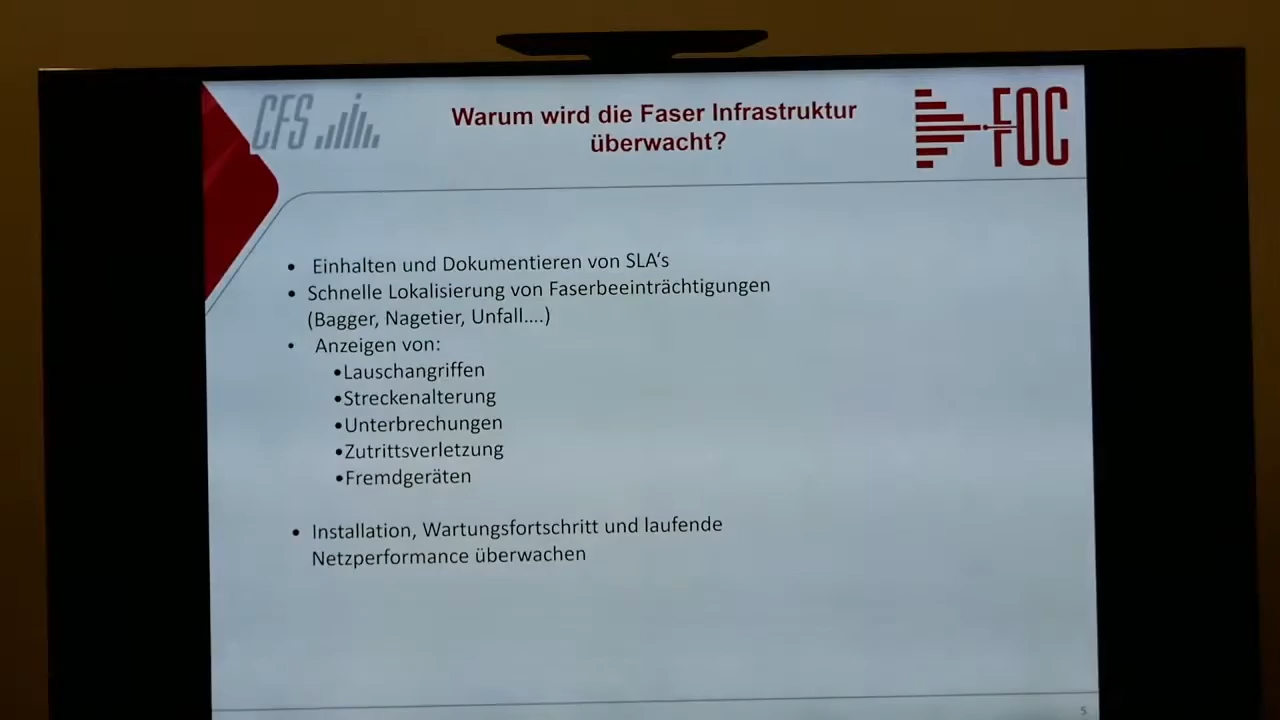 CFS
Warum wird die Faser Infrastruktur
überwacht?
FOC
• Einhalten und Dokumentieren von SLA‘s
• Schnelle Lokalisierung von Faserbeeinträchtigungen
(Bagger, Nagetier, Unfall....)
• Anzeigen von:
•Lauschangriffen
•Streckenalterung
•Unterbrechungen
•Zutrittsverletzung
•Fremdgeräten
• Installation, Wartungsfortschritt und laufende
Netzperformance überwachen
5